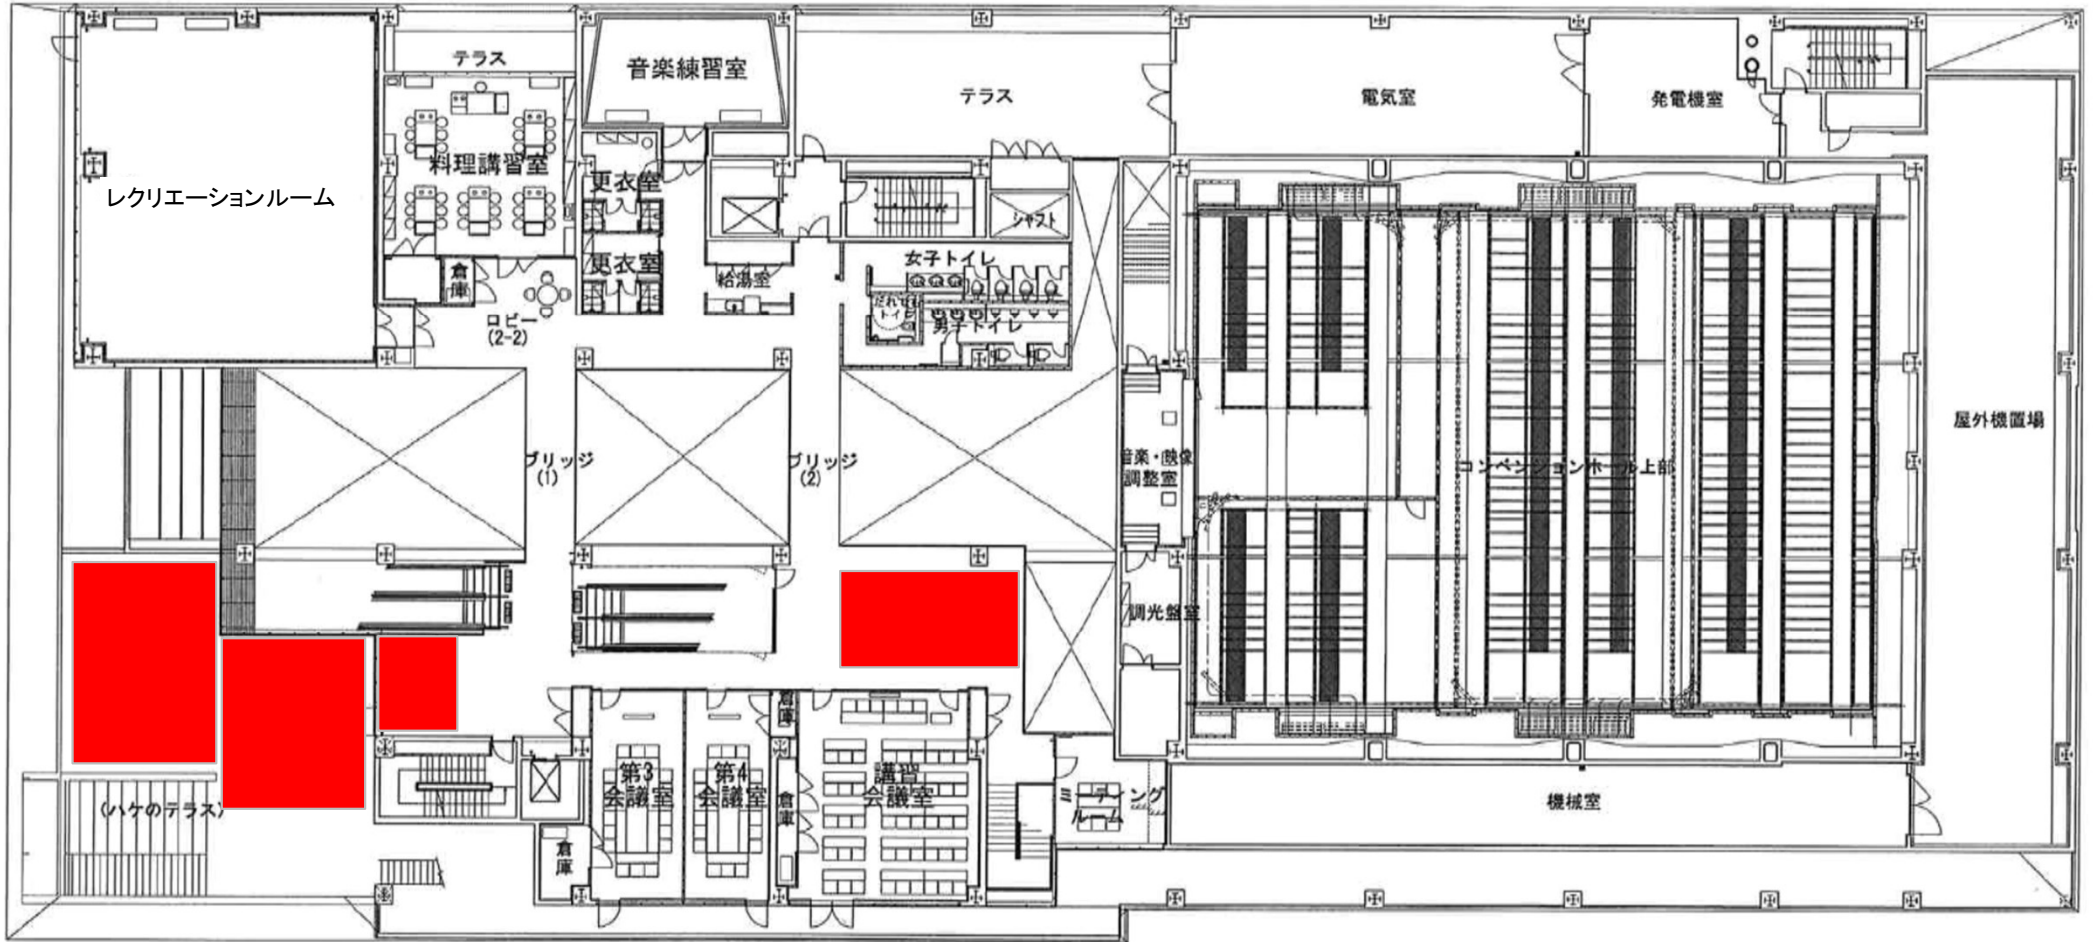 テラス
音楽練習室
テラス
電気室
発電機室
料理講習室
レクリエーションルーム
更衣室
シャフト
女子トイレ
更衣室
給湯室
倉庫
男子トイレ
ロビー
(2-2)
屋外機置場
ブリッジ
(1)
ブリッジ
(2)
音楽・映像
調整室
コンベンションホール上部
調光盤室
倉庫
第3
会議室
第4
会議室
講習
会議室
倉庫
ミーティング
ルーム
機械室
(ハケのテラス)
倉庫